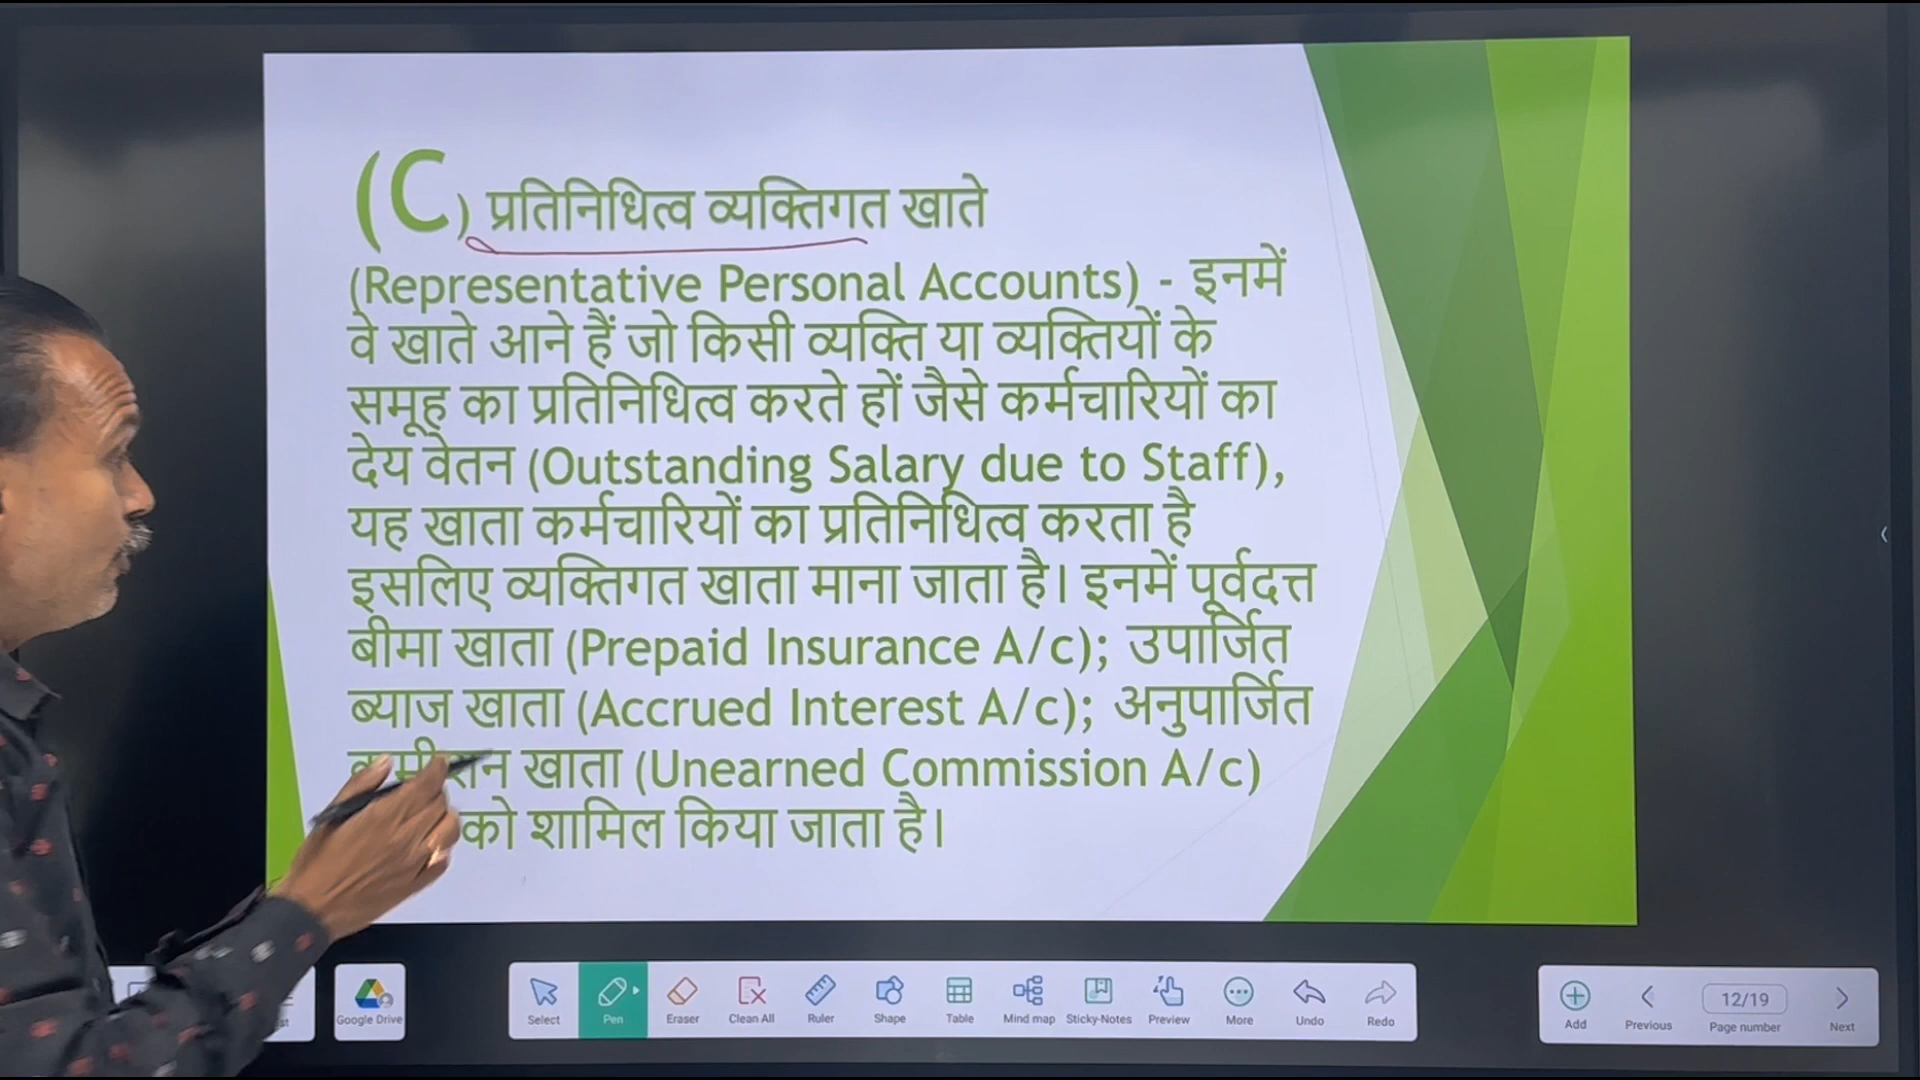 (C) प्रतिनिधित्व व्यक्तिगत खाते
(Representative Personal Accounts) - इनमें
वे खाते आने हैं जो किसी व्यक्ति या व्यक्तियों के
समूह का प्रतिनिधित्व करते हों जैसे कर्मचारियों का
देय वेतन (Outstanding Salary due to Staff),
यह खाता कर्मचारियों का प्रतिनिधित्व करता है
इसलिए व्यक्तिगत खाता माना जाता है। इनमें पूर्वदत्त
बीमा खाता (Prepaid Insurance A/c); उपार्जित
ब्याज खाता (Accrued Interest A/c); अनुपार्जित
खाता (Unearned Commission A/c)
को शामिल किया जाता है।
Google Drive
Select Pen Eraser Clean All Ruler Shape Table Mind map Sticky-Notes Preview More Undo Redo
12/19
Add Previous Page number Next